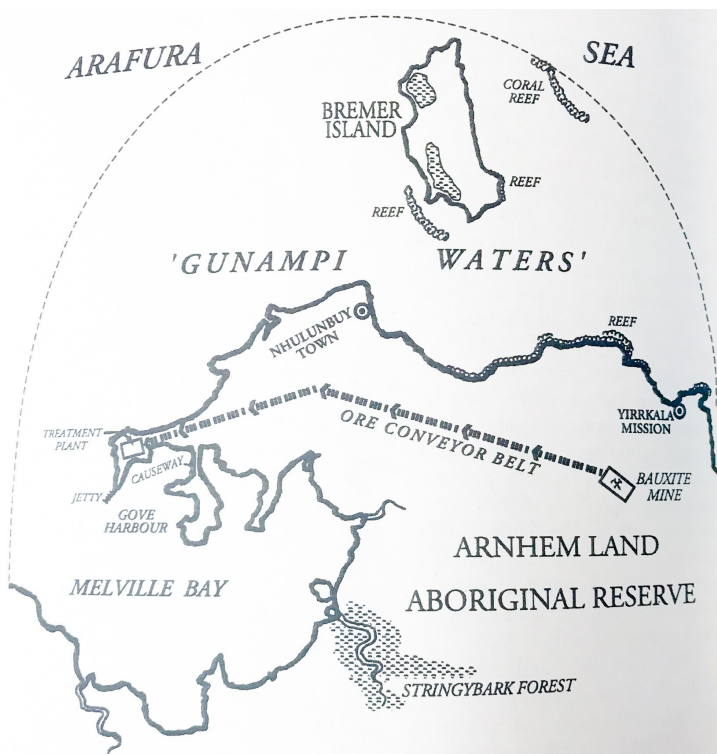 ARAFURA
SEA
CORAL
REEF
BREMER
ISLAND
REEF
REEF
'GUNAMPI WATERS'
NHULUNBUY
TOWN
REEF
YIRRKALA
MISSION
TREATMENT
PLANT
ORE CONVEYOR BELT
CAUSEWAY
JETTY
GOVE
HARBOUR
BAUXITE
MINE
ARNHEM LAND
ABORIGINAL RESERVE
MELVILLE BAY
STRINGYBARK FOREST